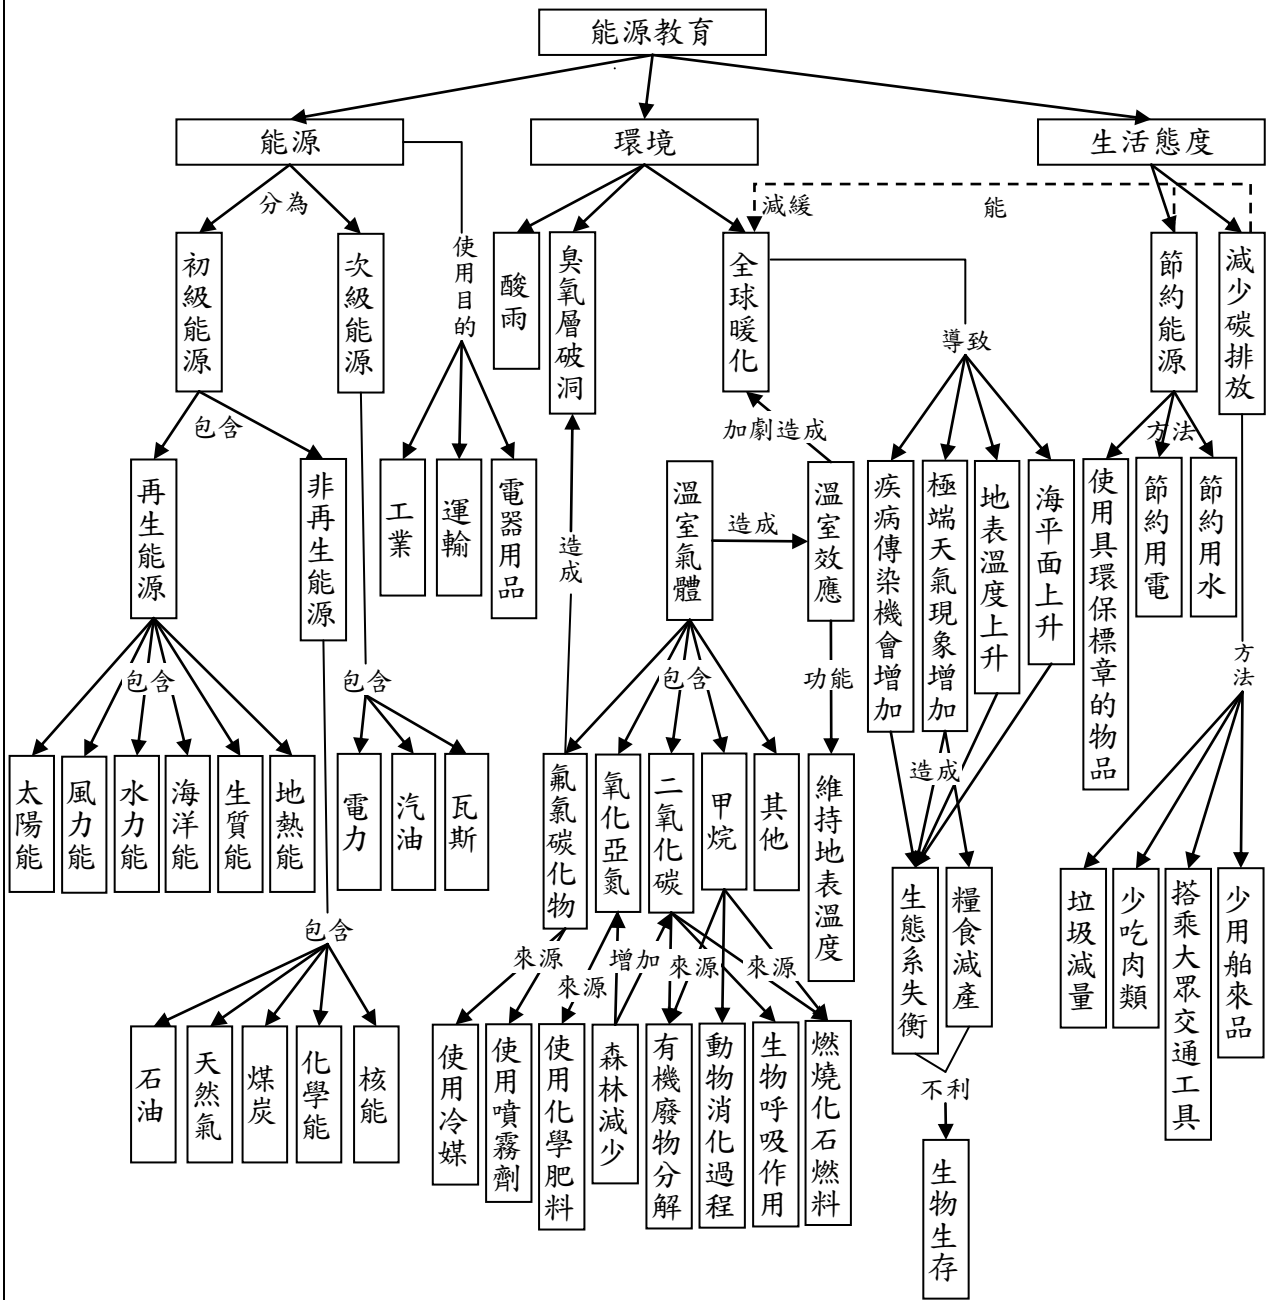 能源教育
能源
環境
生活態度
分為
減緩
能
使用目的
初級能源
次級能源
酸雨
臭氧層破洞
全球暖化
節約能源
減少碳排放
導致
包含
加劇造成
方法
再生能源
非再生能源
工業
運輸
電器用品
造成
溫室氣體
造成
溫室效應
疾病傳染機會增加
極端天氣現象增加
地表溫度上升
海平面上升
使用具環保標章的物品
節約用電
節約用水
方法
包含
包含
包含
功能
太陽能
風力能
水力能
海洋能
生質能
地熱能
電力
汽油
瓦斯
氟氯碳化物
氧化亞氮
二氧化碳
甲烷
其他
維持地表溫度
造成
生態系失衡
糧食減產
垃圾減量
少吃肉類
搭乘大眾交通工具
少用舶來品
包含
來源
來源
增加
來源
來源
石油
天然氣
煤炭
化學能
核能
使用冷媒
使用噴霧劑
使用化學肥料
森林減少
有機廢物分解
動物消化過程
生物呼吸作用
燃燒化石燃料
不利
生物生存